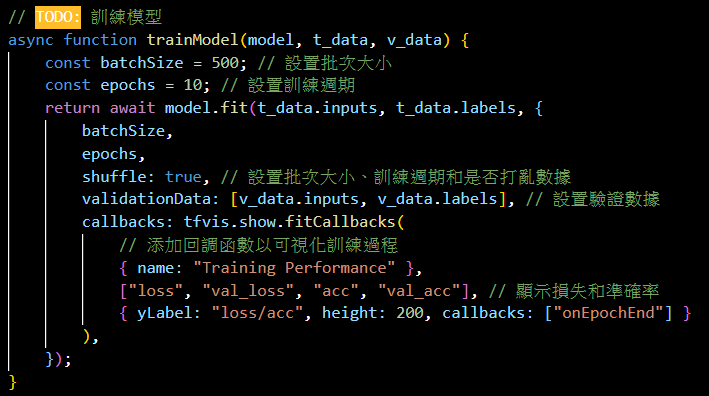 // TODO: 訓練模型
async function trainModel(model, t_data, v_data) {
    const batchSize = 500; // 設置批次大小
    const epochs = 10; // 設置訓練週期
    return await model.fit(t_data.inputs, t_data.labels, {
        batchSize,
        epochs,
        shuffle: true, // 設置批次大小、訓練週期和是否打亂數據
        validationData: [v_data.inputs, v_data.labels], // 設置驗證數據
        callbacks: tfvis.show.fitCallbacks(
            // 添加回調函數以可視化訓練過程
            { name: "Training Performance" },
            ["loss", "val_loss", "acc", "val_acc"], // 顯示損失和準確率
            { yLabel: "loss/acc", height: 200, callbacks: ["onEpochEnd"] }
        ),
    });
}